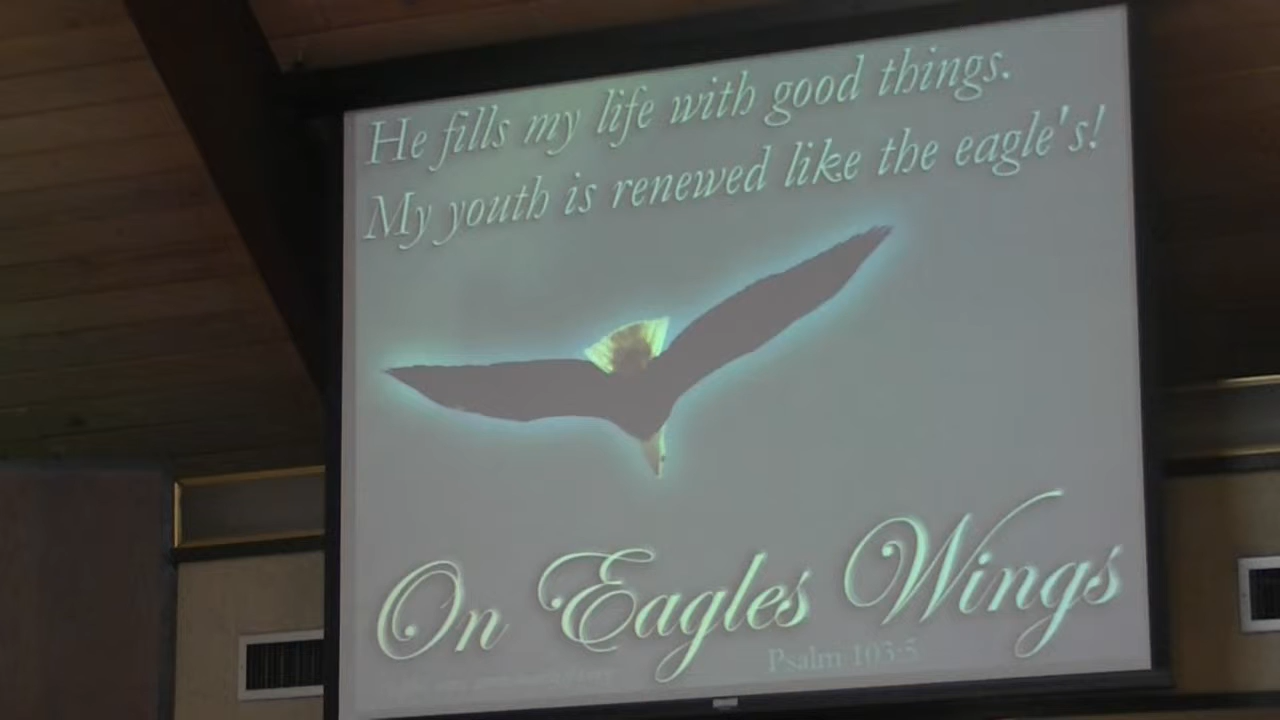 He fills my life with good things.
My youth is renewed like the eagle's!
On Eagles Wings
Psalm 103:5